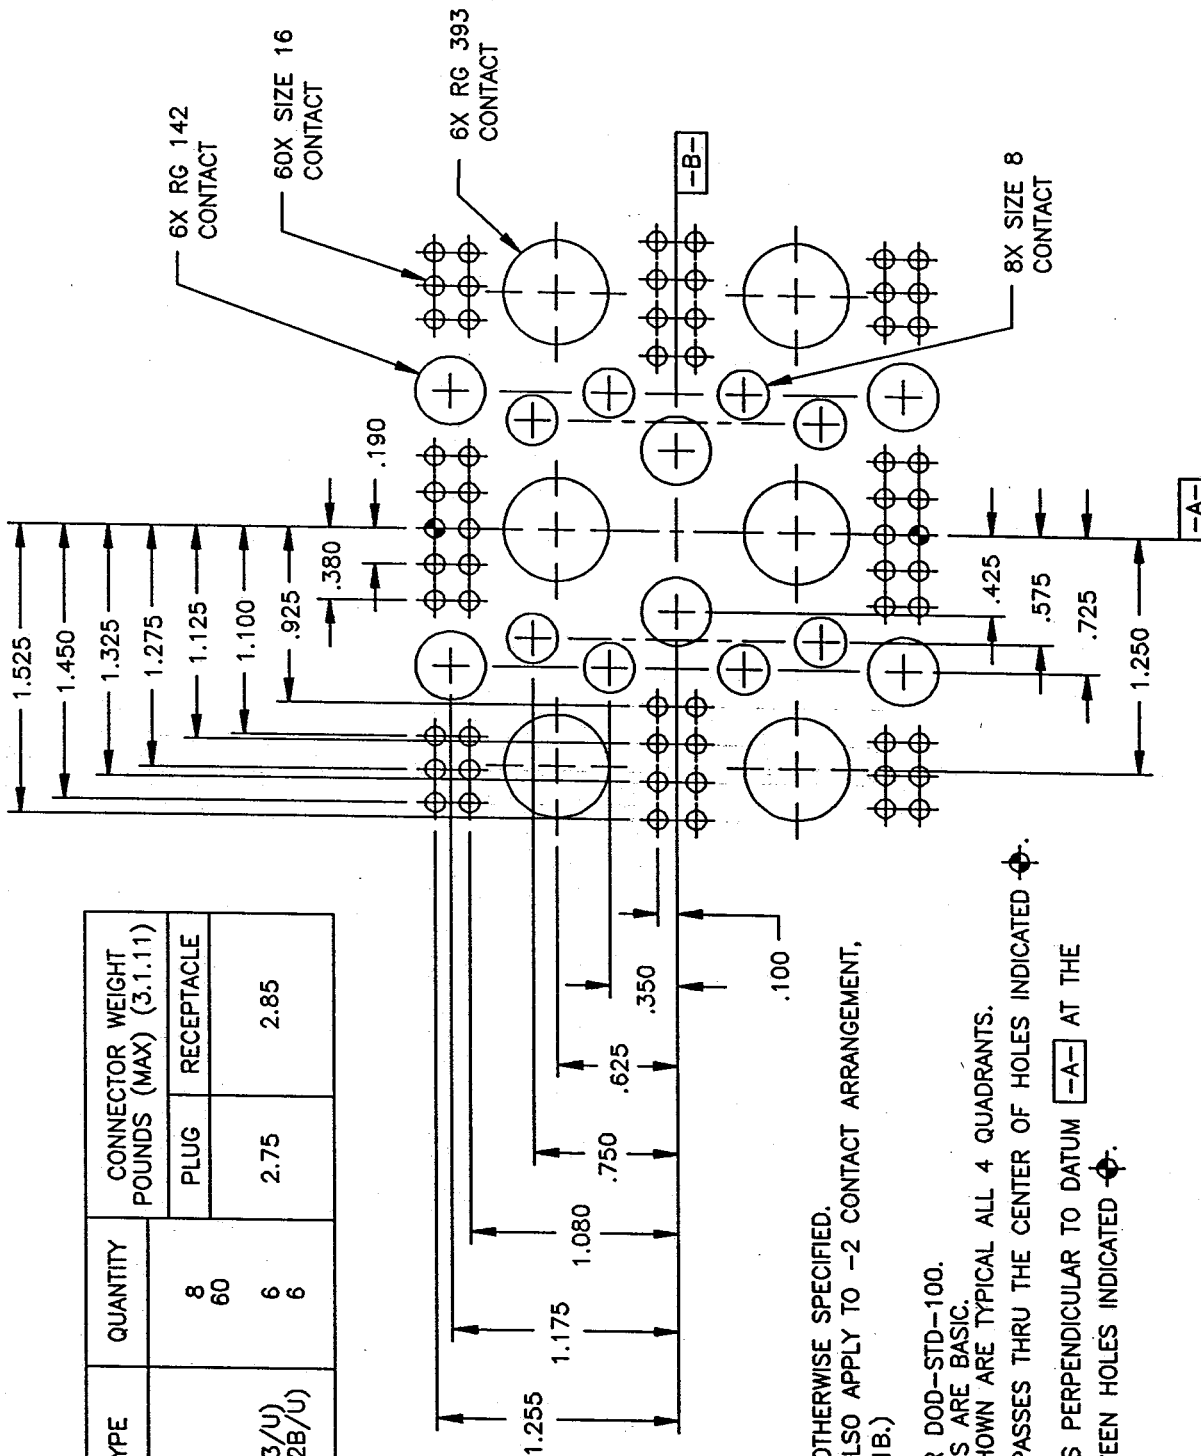 6X RG 142
CONTACT
60X SIZE 16
CONTACT
6X RG 393
CONTACT
-B-
8X SIZE 8
CONTACT
-A-
1.525
1.450
1.325
1.275
1.125
1.100
.925
.380
.190
.425
.575
.725
1.250
1.255
1.175
1.080
.750
.625
.350
.100
YPE
QUANTITY
CONNECTOR WEIGHT
POUNDS (MAX) (3.1.11)
PLUG
RECEPTACLE
8
60
3/U) 6
2B/U) 6
2.75
2.85
OTHERWISE SPECIFIED.
LSO APPLY TO -2 CONTACT ARRANGEMENT,
1B.)
R DOD-STD-100.
S ARE BASIC.
HOWN ARE TYPICAL ALL 4 QUADRANTS.
PASSES THRU THE CENTER OF HOLES INDICATED .
S PERPENDICULAR TO DATUM -A- AT THE
EEN HOLES INDICATED .